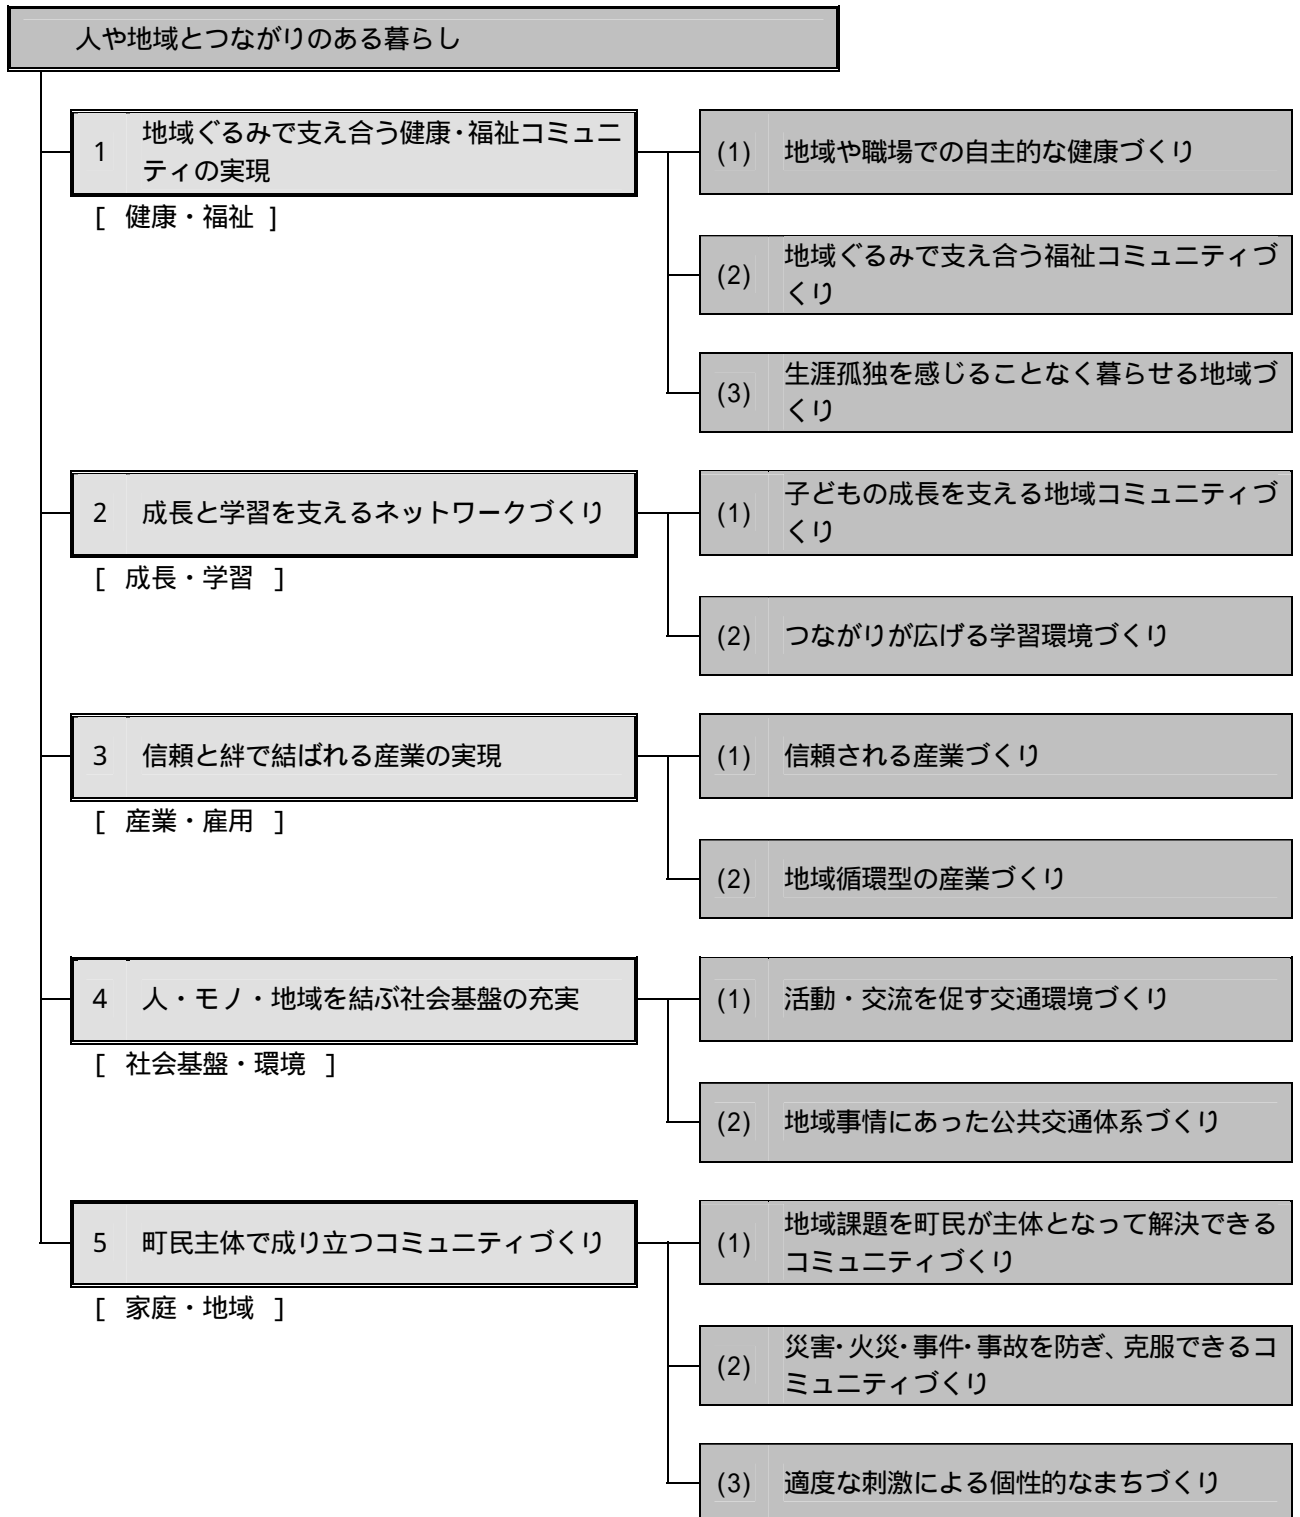 人や地域とつながりのある暮らし
1 地域ぐるみで支え合う健康・福祉コミュニ
ティの実現
[ 健康・福祉 ]
(1) 地域や職場での自主的な健康づくり
(2) 地域ぐるみで支え合う福祉コミュニティづ
くり
(3) 生涯孤独を感じることなく暮らせる地域づ
くり
2 成長と学習を支えるネットワークづくり
[ 成長・学習 ]
(1) 子どもの成長を支える地域コミュニティづ
くり
(2) つながりが広げる学習環境づくり
3 信頼と絆で結ばれる産業の実現
[ 産業・雇用 ]
(1) 信頼される産業づくり
(2) 地域循環型の産業づくり
4 人・モノ・地域を結ぶ社会基盤の充実
[ 社会基盤・環境 ]
(1) 活動・交流を促す交通環境づくり
(2) 地域事情にあった公共交通体系づくり
5 町民主体で成り立つコミュニティづくり
[ 家庭・地域 ]
(1) 地域課題を町民が主体となって解決できる
コミュニティづくり
(2) 災害・火災・事件・事故を防ぎ、克服できるコ
ミュニティづくり
(3) 適度な刺激による個性的なまちづくり